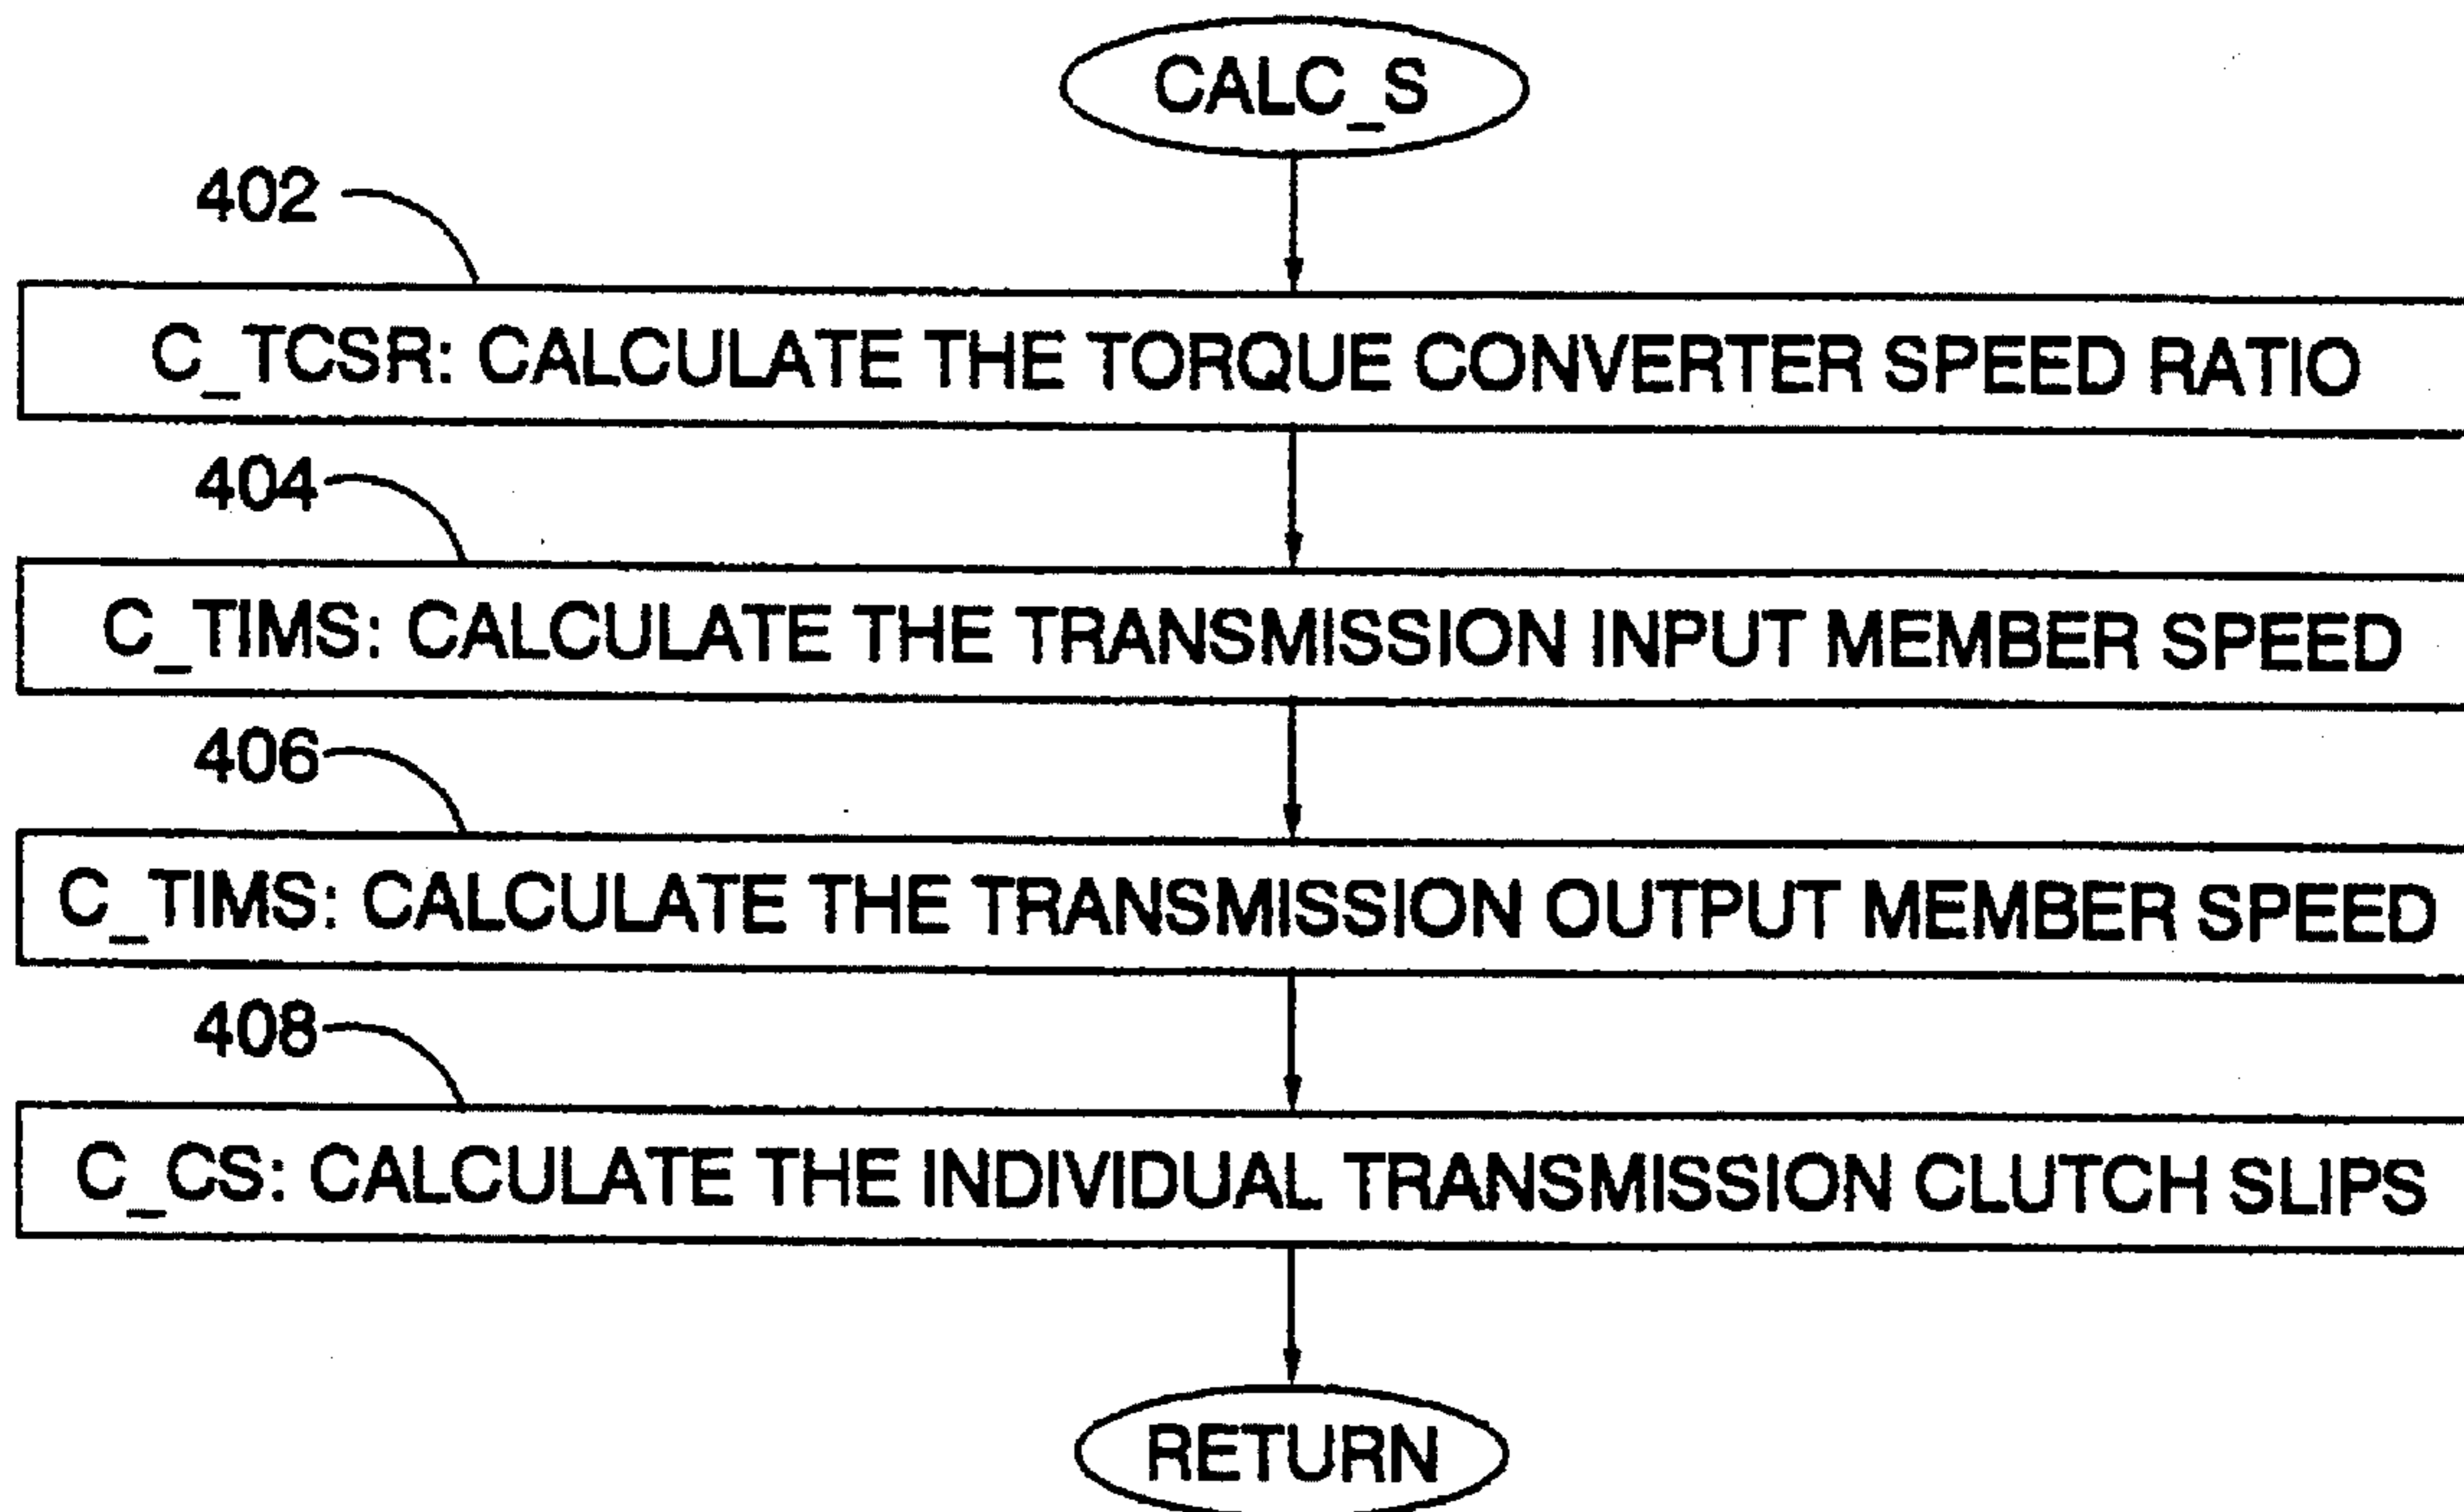 CALC_S
402
C_TCSR: CALCULATE THE TORQUE CONVERTER SPEED RATIO
404
C_TIMS: CALCULATE THE TRANSMISSION INPUT MEMBER SPEED
406
C_TIMS: CALCULATE THE TRANSMISSION OUTPUT MEMBER SPEED
408
C_CS: CALCULATE THE INDIVIDUAL TRANSMISSION CLUTCH SLIPS
RETURN